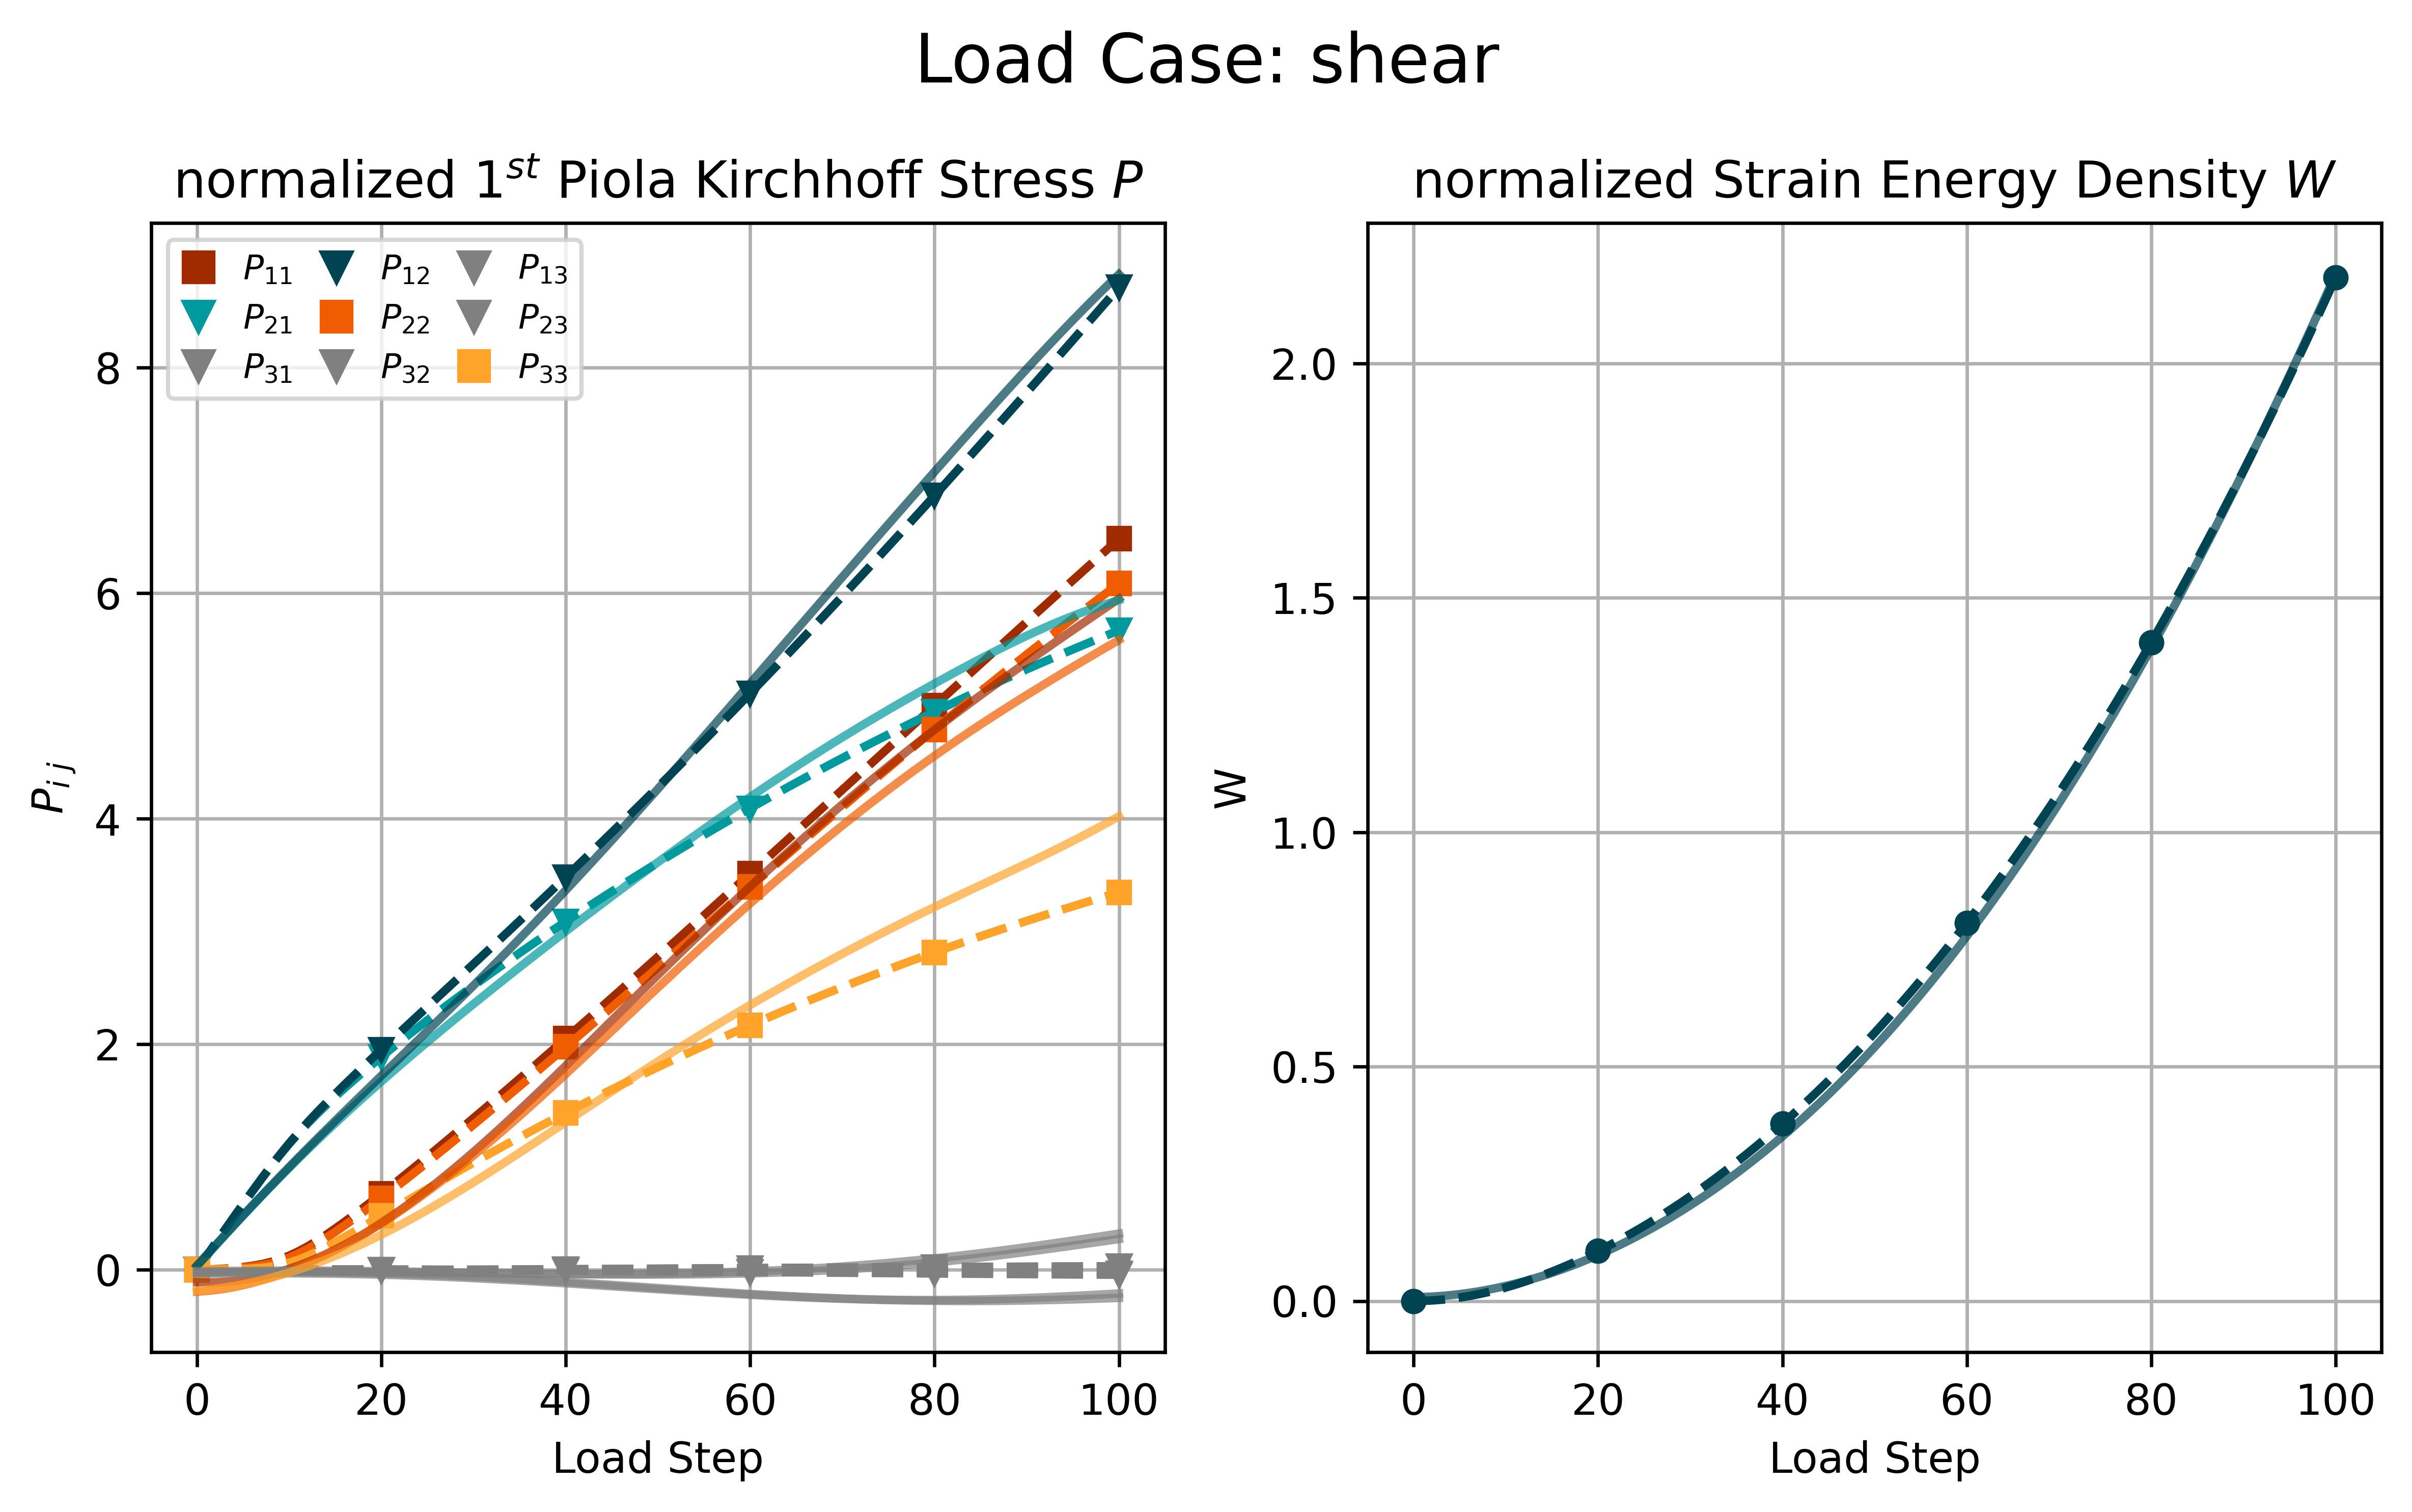 Load Case: shear
normalized 1st Piola Kirchhoff Stress P
P11 P12 P13
P21 P22 P23
P31 P32 P33
8
6
4
2
0
Pi j
0 20 40 60 80 100
Load Step
normalized Strain Energy Density W
2.0
1.5
1.0
0.5
0.0
W
0 20 40 60 80 100
Load Step